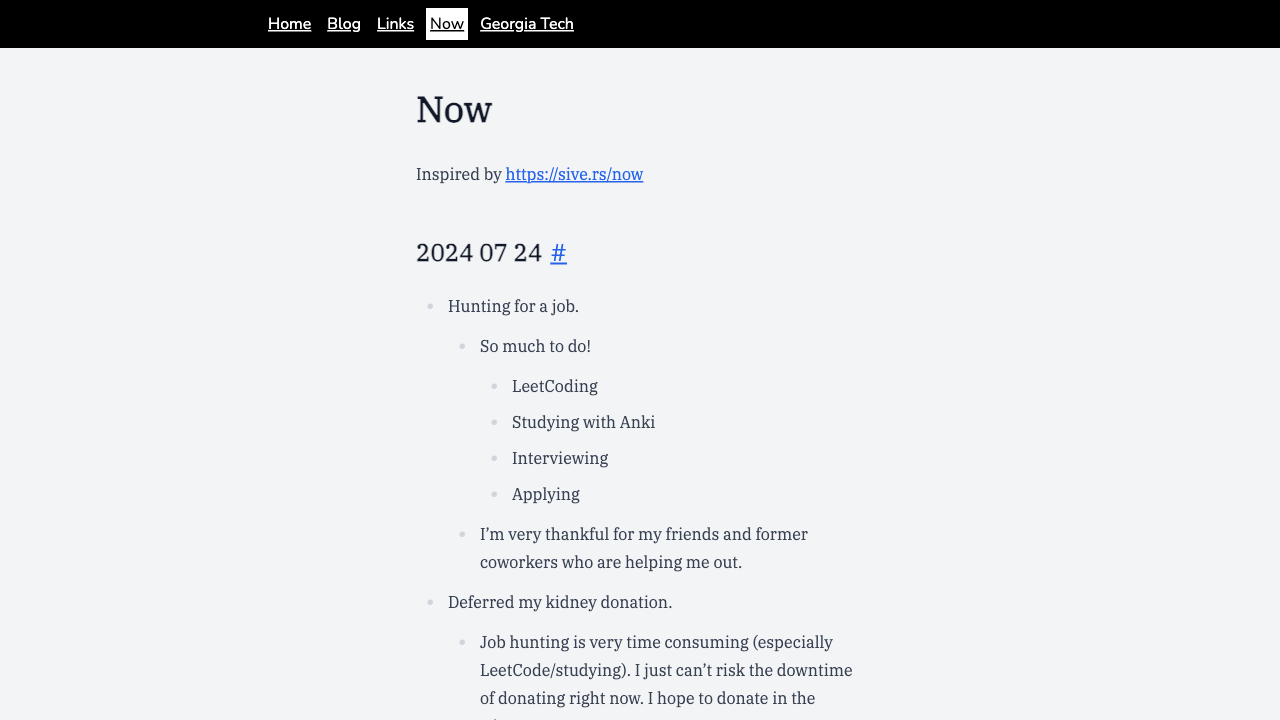 Home Blog Links Now Georgia Tech
Now
Inspired by https://sive.rs/now
2024 07 24 #
Hunting for a job.
So much to do!
LeetCoding
Studying with Anki
Interviewing
Applying
I’m very thankful for my friends and former
coworkers who are helping me out.
Deferred my kidney donation.
Job hunting is very time consuming (especially
LeetCode/studying). I just can’t risk the downtime
of donating right now. I hope to donate in the